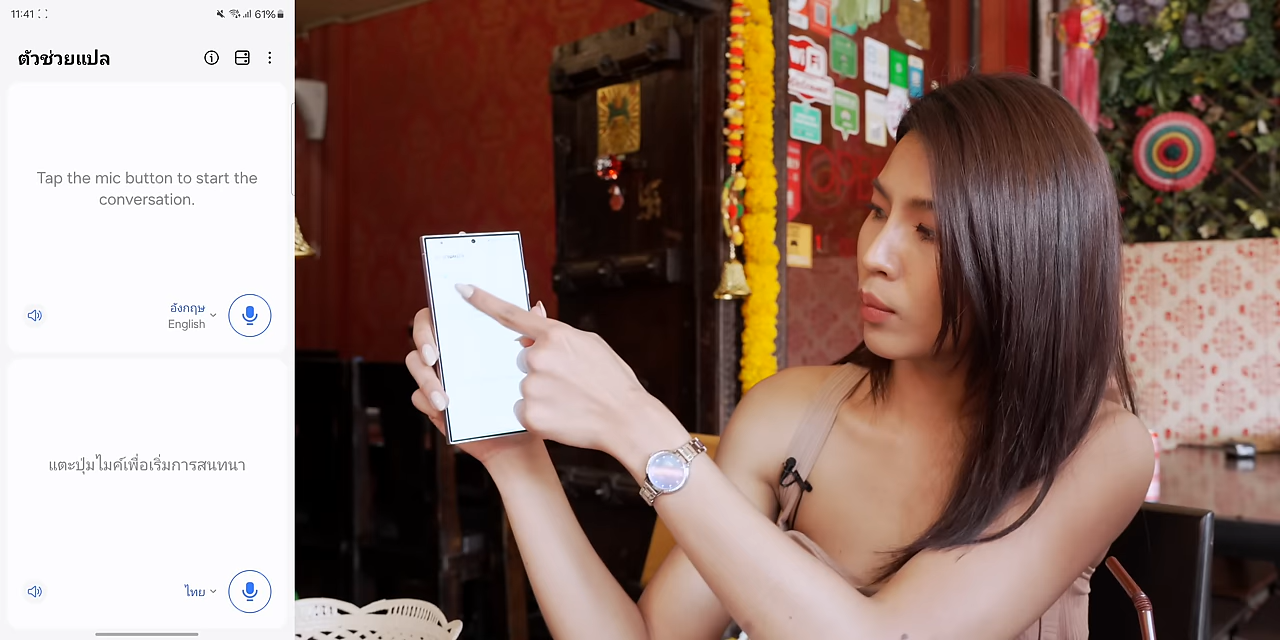 11:41
61%
ตัวช่วยแปล
Tap the mic button to start the
conversation.
อังกฤษ
English
แตะปุ่มไมค์เพื่อเริ่มการสนทนา
ไทย
WiFi